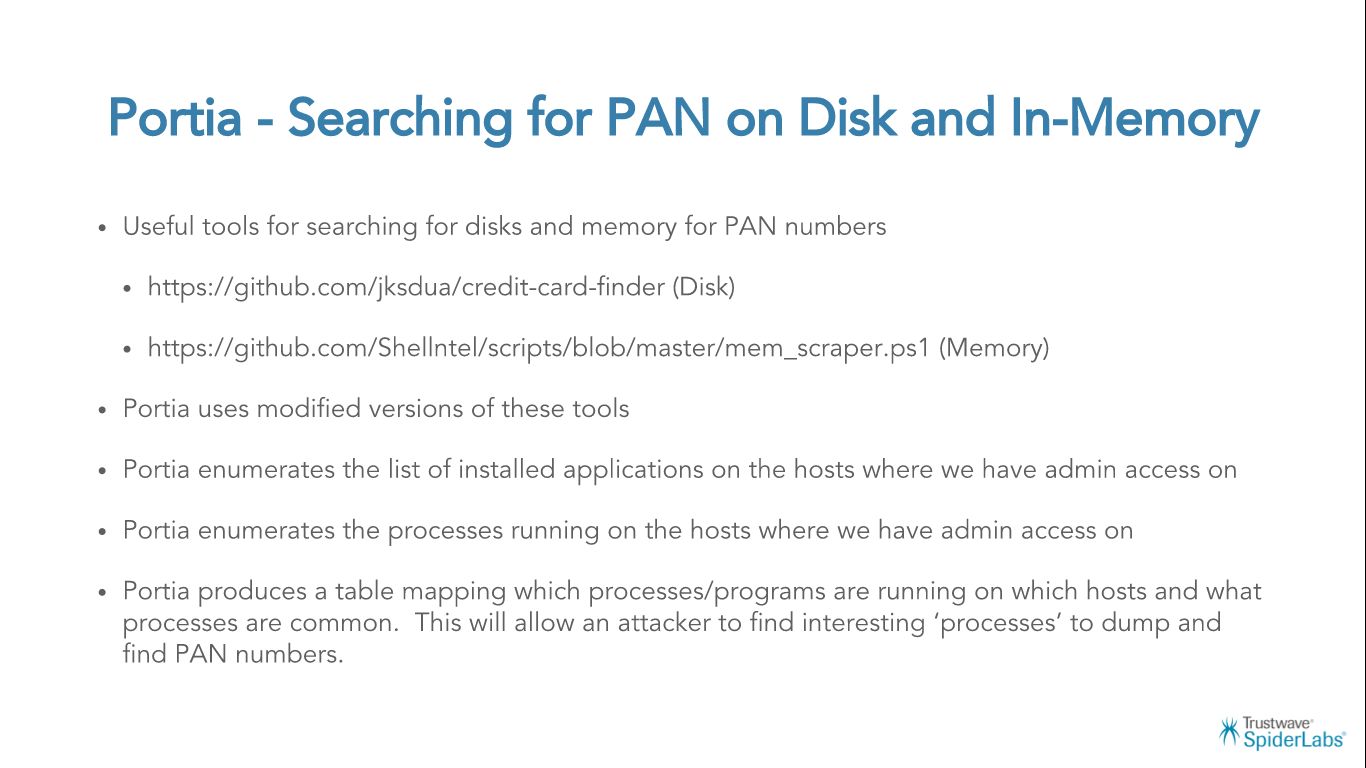 Portia - Searching for PAN on Disk and In-Memory
• Useful tools for searching for disks and memory for PAN numbers
• https://github.com/jksdua/credit-card-finder (Disk)
• https://github.com/ShellIntel/scripts/blob/master/mem_scraper.ps1 (Memory)
• Portia uses modified versions of these tools
• Portia enumerates the list of installed applications on the hosts where we have admin access on
• Portia enumerates the processes running on the hosts where we have admin access on
• Portia produces a table mapping which processes/programs are running on which hosts and what
processes are common.  This will allow an attacker to find interesting ‘processes’ to dump and
find PAN numbers.
Trustwave®
SpiderLabs®